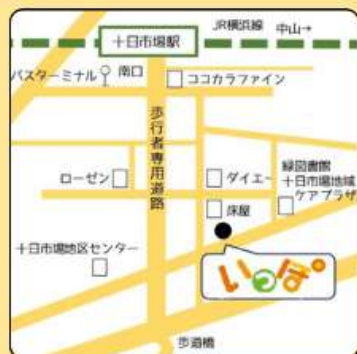 JR横浜線 中山→
十日市場駅
バスターミナル 南口 ココカラファイン
歩行者専用道路
ローゼン ダイエー
緑図書館
十日市場地域
ケアプラザ
床屋
十日市場地区センター
いっぽ
歩道橋